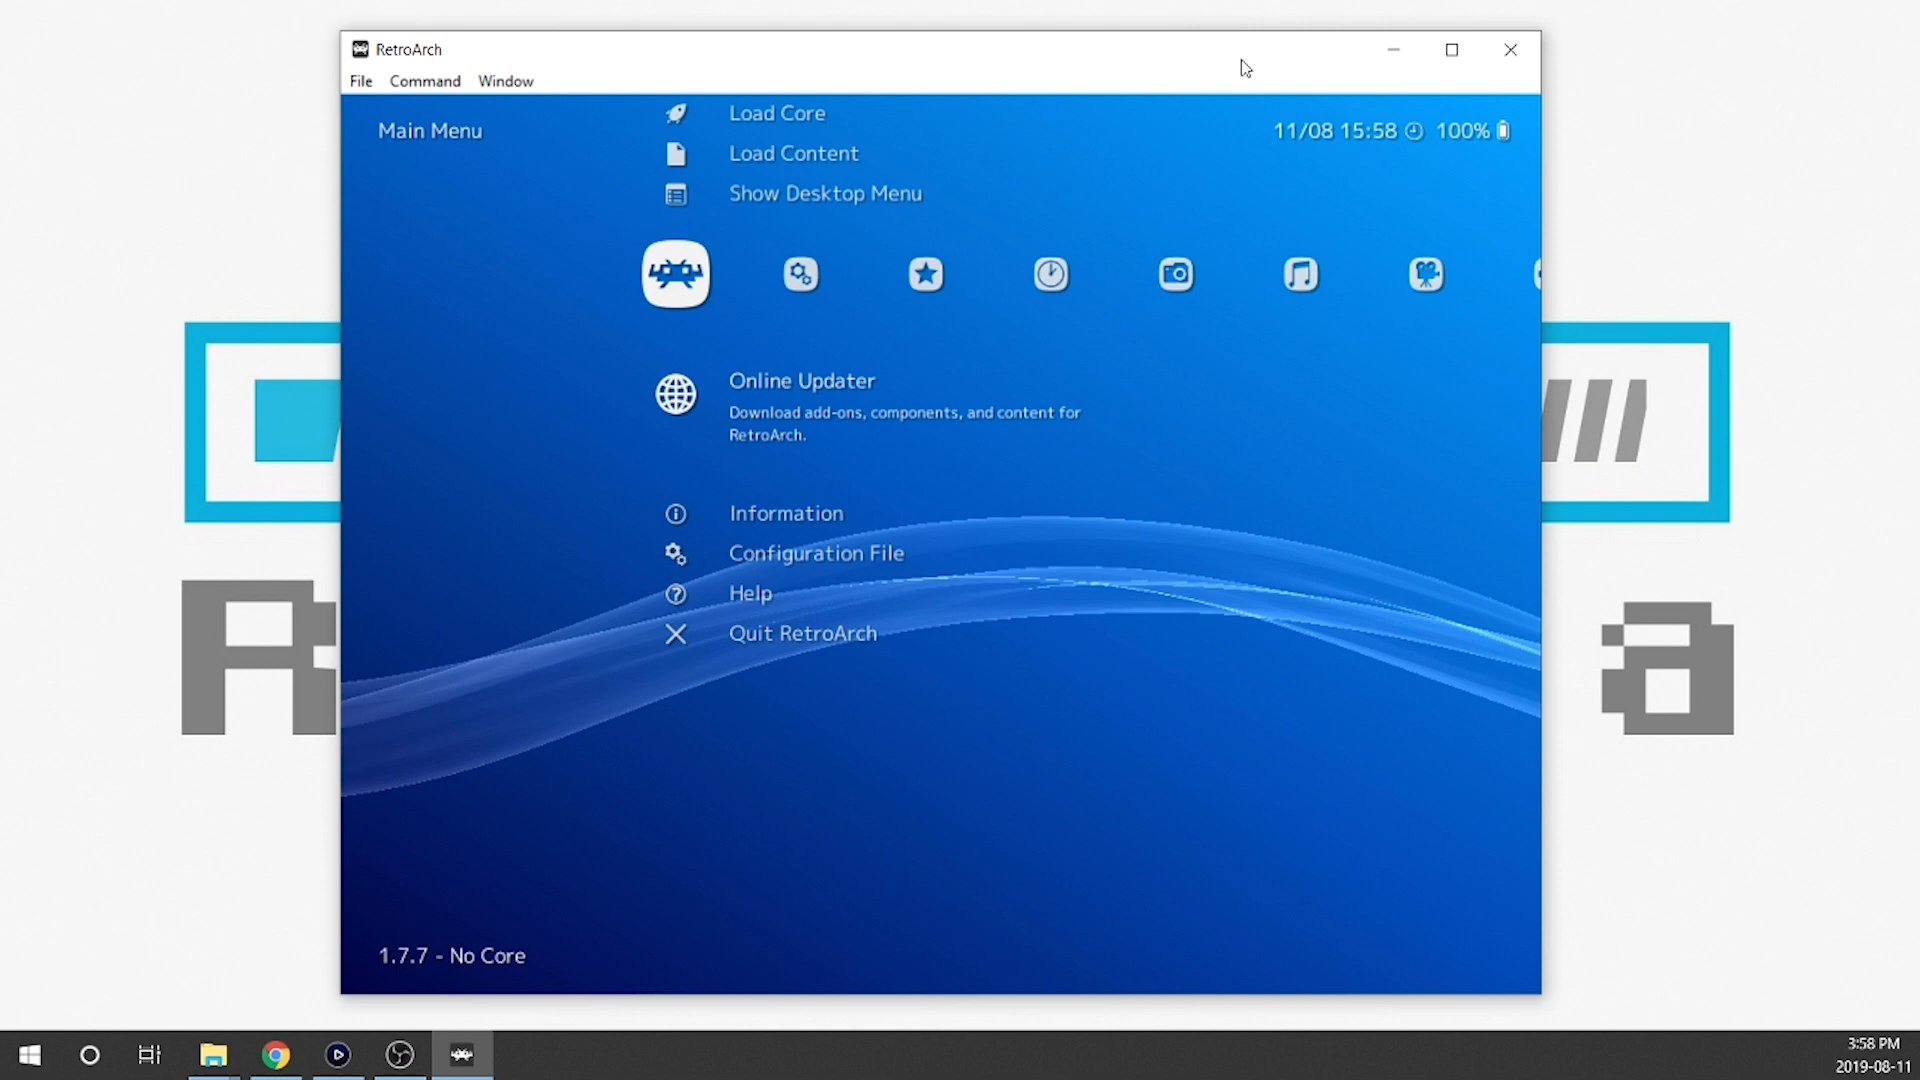 RetroArch
File Command Window
Load Core
Main Menu
11/08 15:58 100%
Load Content
Show Desktop Menu
Online Updater
Download add-ons, components, and content for
RetroArch.
Information
Configuration File
Help
Quit RetroArch
R a
1.7.7 - No Core
3:58 PM
2019-08-11